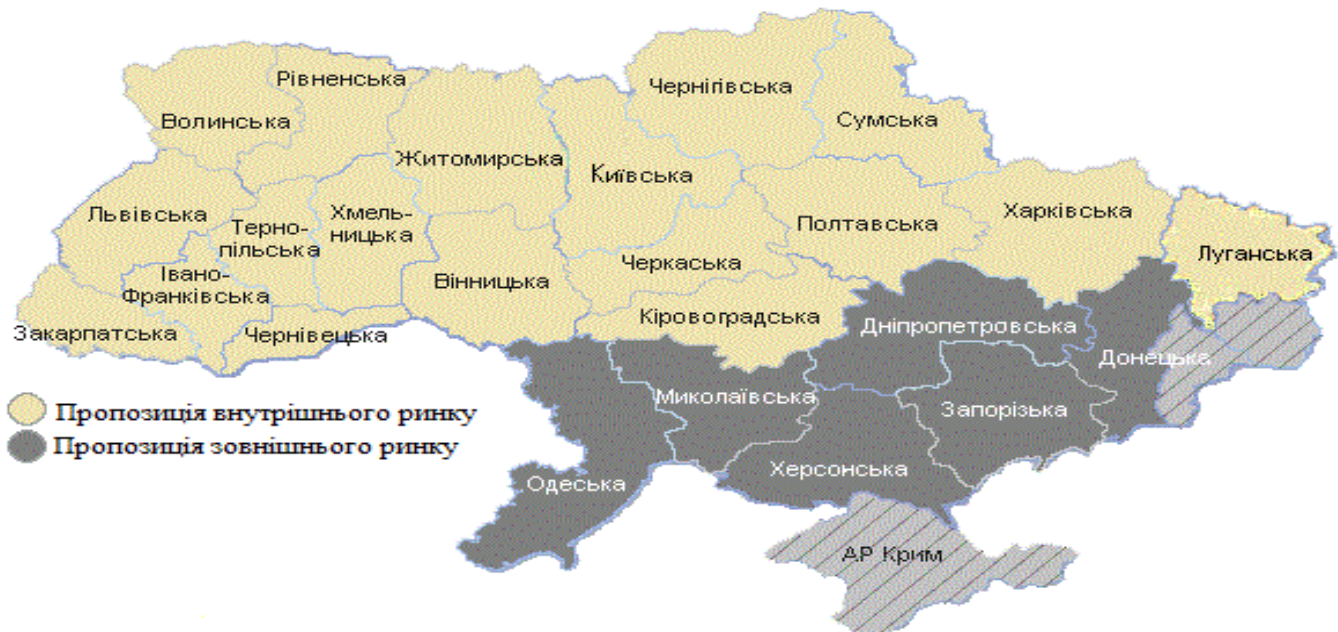 Рівненська
Волинська
Чернігівська
Сумська
Житомирська
Київська
Львівська
Терно-
пільська
Хмель-
ницька
Полтавська
Харківська
Луганська
Івано-
Франківська
Вінницька
Черкаська
Закарпатська
Чернівецька
Кіровоградська
Дніпропетровська
Донецька
Миколаївська
Запорізька
Пропозиція внутрішнього ринку
Пропозиція зовнішнього ринку
Одеська
Херсонська
АР Крим